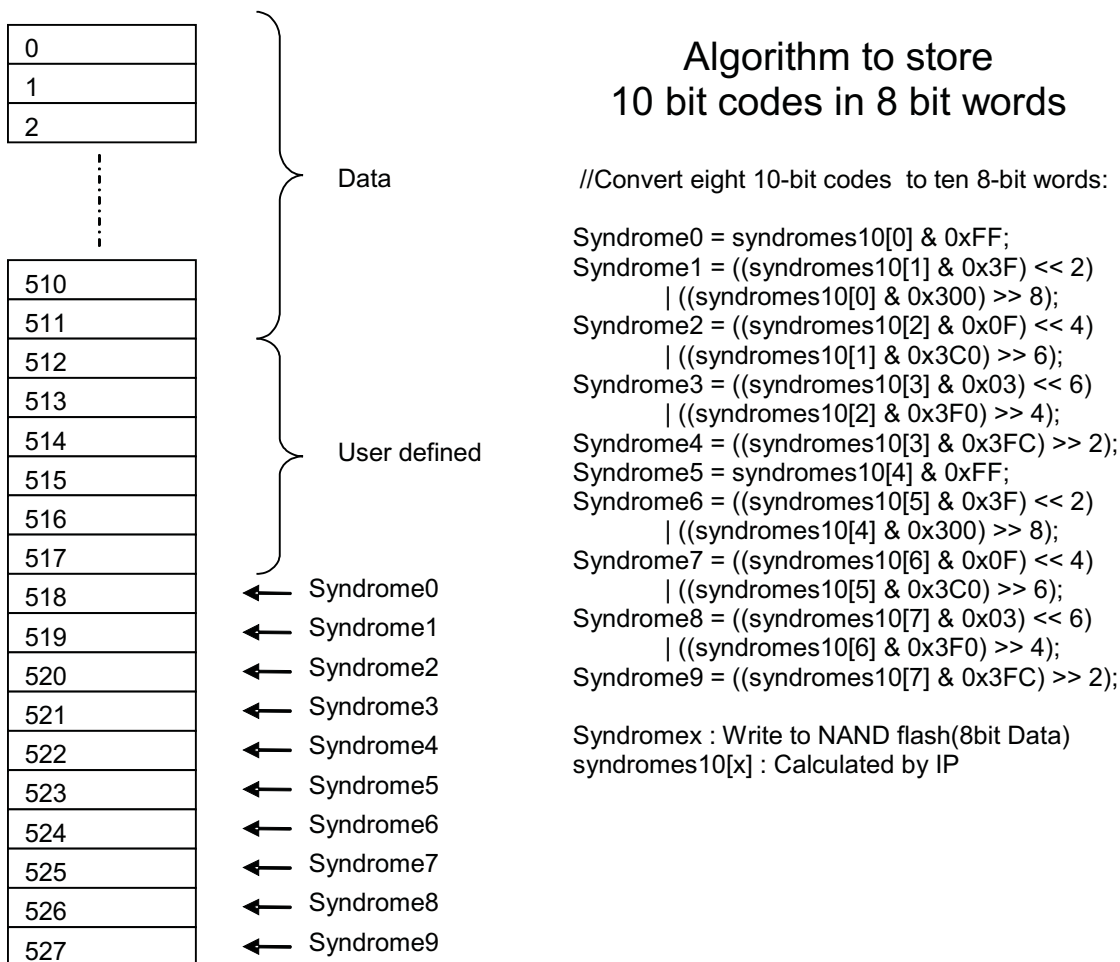 0
1
2
510
511
512
513
514
515
516
517
518
519
520
521
522
523
524
525
526
527
Data
User defined
Syndrome0
Syndrome1
Syndrome2
Syndrome3
Syndrome4
Syndrome5
Syndrome6
Syndrome7
Syndrome8
Syndrome9
Algorithm to store
10 bit codes in 8 bit words
//Convert eight 10-bit codes to ten 8-bit words:
Syndrome0 = syndromes10[0] & 0xFF;
Syndrome1 = ((syndromes10[1] & 0x3F) << 2)
| ((syndromes10[0] & 0x300) >> 8);
Syndrome2 = ((syndromes10[2] & 0x0F) << 4)
| ((syndromes10[1] & 0x3C0) >> 6);
Syndrome3 = ((syndromes10[3] & 0x03) << 6)
| ((syndromes10[2] & 0x3F0) >> 4);
Syndrome4 = ((syndromes10[3] & 0x3FC) >> 2);
Syndrome5 = syndromes10[4] & 0xFF;
Syndrome6 = ((syndromes10[5] & 0x3F) << 2)
| ((syndromes10[4] & 0x300) >> 8);
Syndrome7 = ((syndromes10[6] & 0x0F) << 4)
| ((syndromes10[5] & 0x3C0) >> 6);
Syndrome8 = ((syndromes10[7] & 0x03) << 6)
| ((syndromes10[6] & 0x3F0) >> 4);
Syndrome9 = ((syndromes10[7] & 0x3FC) >> 2);
Syndromex : Write to NAND flash(8bit Data)
syndromes10[x] : Calculated by IP